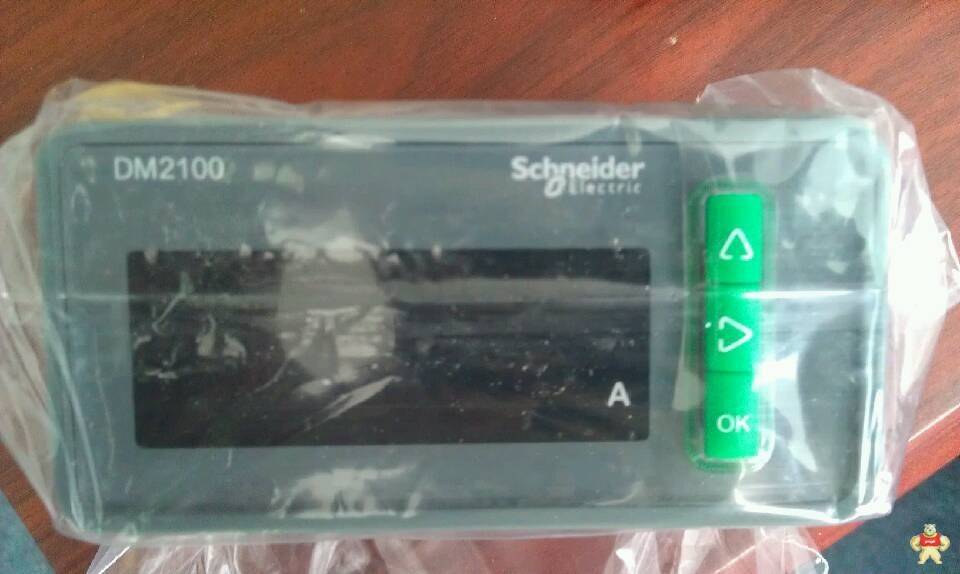 DM2100
Schneider
Electric
A
OK